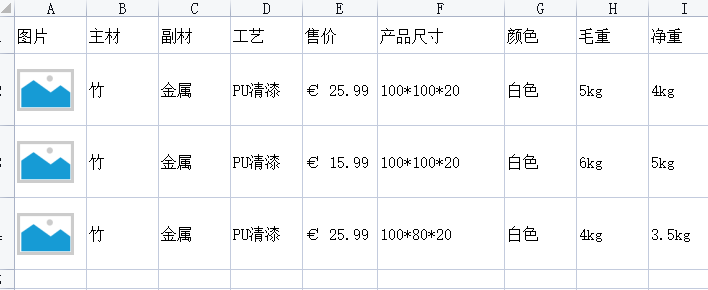 A B C D E F G H I
图片 主材 副材 工艺 售价 产品尺寸 颜色 毛重 净重
竹 金属 PU清漆 € 25.99 100*100*20 白色 5kg 4kg
竹 金属 PU清漆 € 15.99 100*100*20 白色 6kg 5kg
竹 金属 PU清漆 € 25.99 100*80*20 白色 4kg 3.5kg